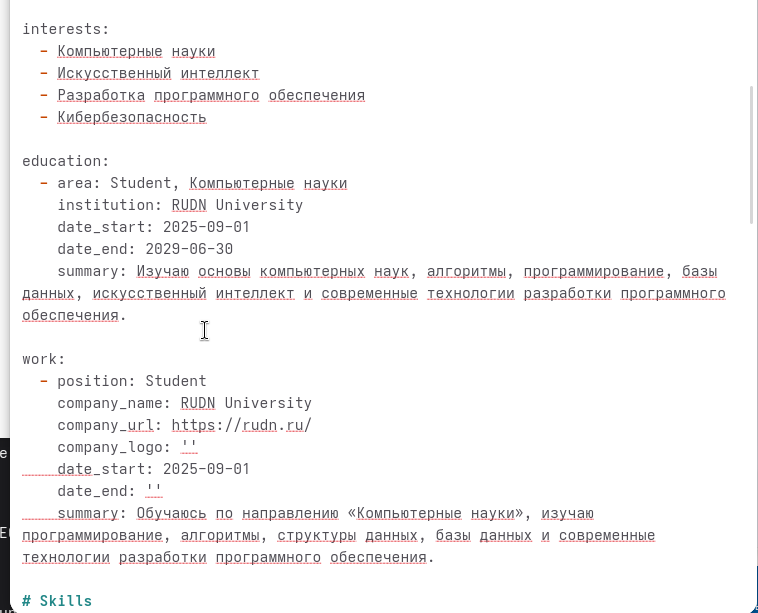 interests:
  - Компьютерные науки
  - Искусственный интеллект
  - Разработка программного обеспечения
  - Кибербезопасность

education:
  - area: Student, Компьютерные науки
    institution: RUDN University
    date_start: 2025-09-01
    date_end: 2029-06-30
    summary: Изучаю основы компьютерных наук, алгоритмы, программирование, базы
данных, искусственный интеллект и современные технологии разработки программного
обеспечения.

work:
  - position: Student
    company_name: RUDN University
    company_url: https://rudn.ru/
    company_logo: ''
    date_start: 2025-09-01
    date_end: ''
    summary: Обучаюсь по направлению «Компьютерные науки», изучаю
программирование, алгоритмы, структуры данных, базы данных и современные
технологии разработки программного обеспечения.

# Skills